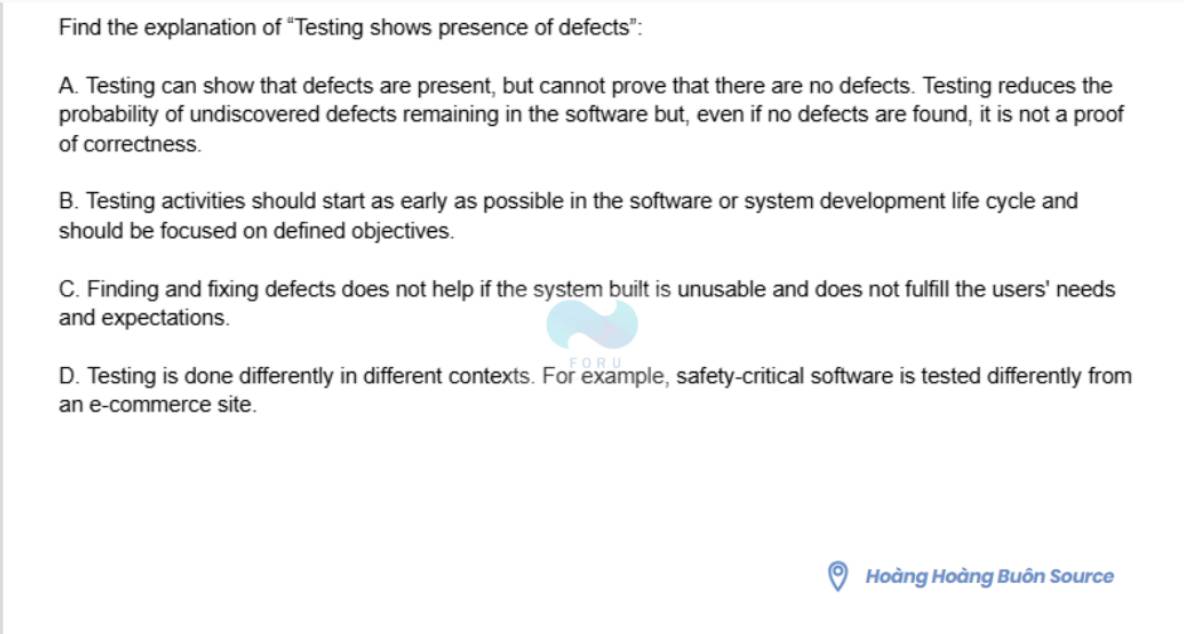 Find the explanation of “Testing shows presence of defects”:
A. Testing can show that defects are present, but cannot prove that there are no defects. Testing reduces the
probability of undiscovered defects remaining in the software but, even if no defects are found, it is not a proof
of correctness.
B. Testing activities should start as early as possible in the software or system development life cycle and
should be focused on defined objectives.
C. Finding and fixing defects does not help if the system built is unusable and does not fulfill the users' needs
and expectations.
FORU
D. Testing is done differently in different contexts. For example, safety-critical software is tested differently from
an e-commerce site.
Hoàng Hoàng Buôn Source